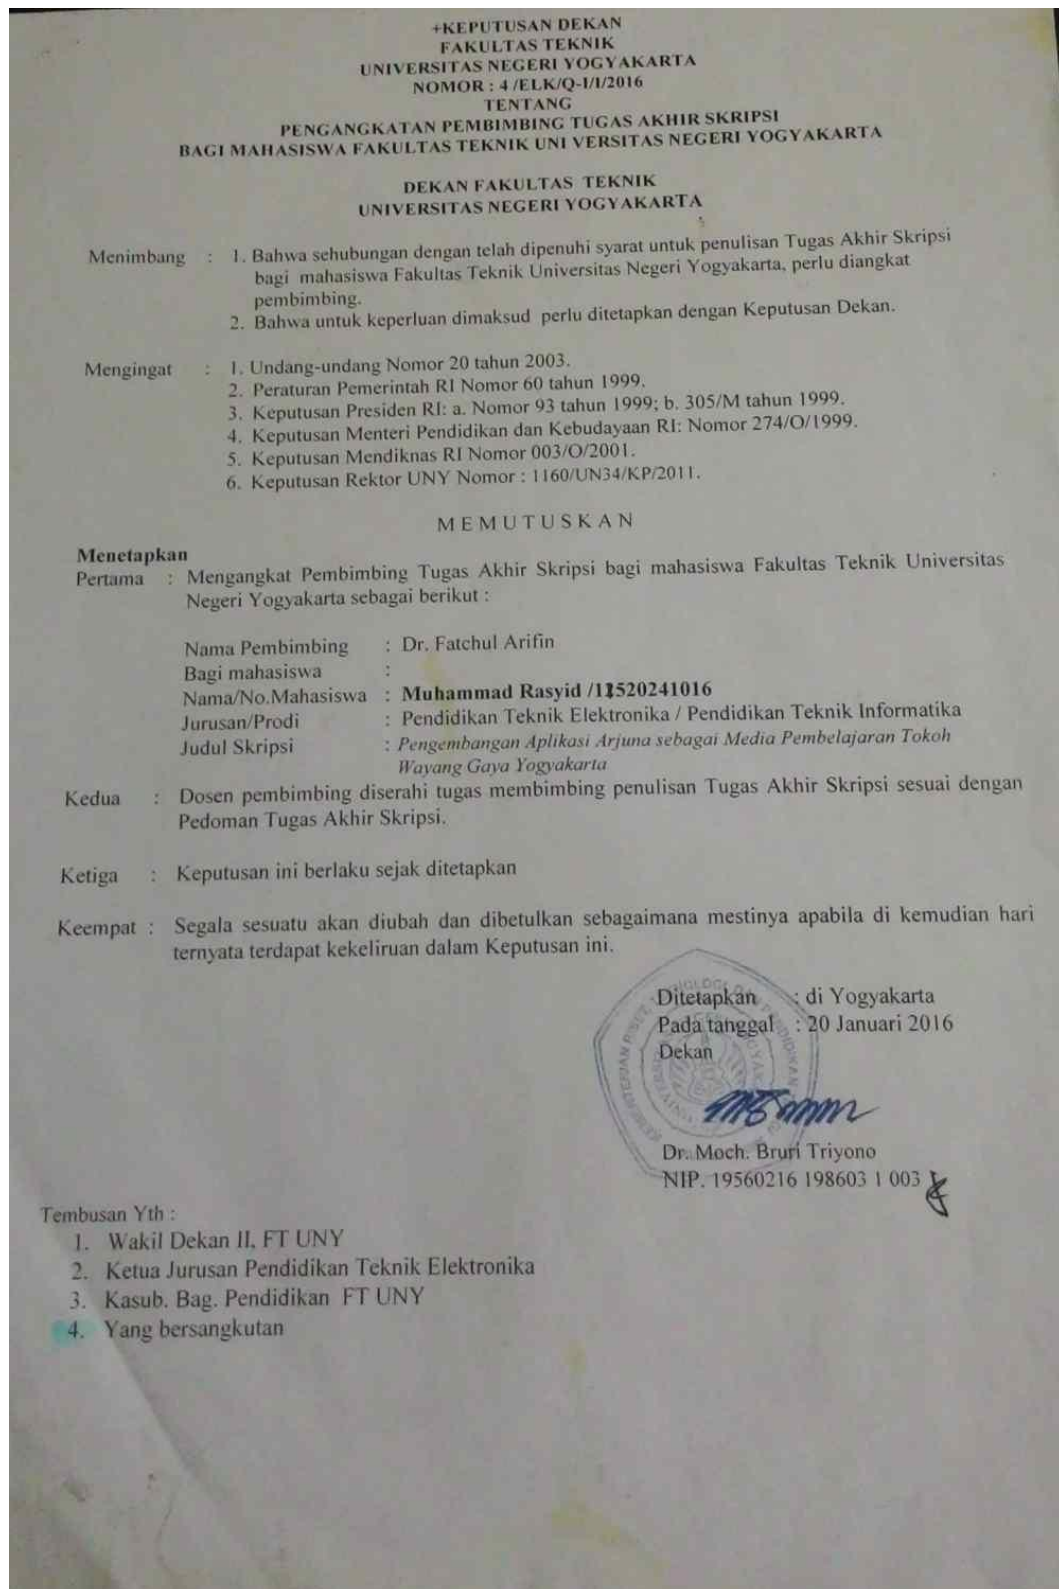 +KEPUTUSAN DEKAN
FAKULTAS TEKNIK
UNIVERSITAS NEGERI YOGYAKARTA
NOMOR : 4 /ELK/Q-I/I/2016
TENTANG
PENGANGKATAN PEMBIMBING TUGAS AKHIR SKRIPSI
BAGI MAHASISWA FAKULTAS TEKNIK UNI VERSITAS NEGERI YOGYAKARTA
DEKAN FAKULTAS TEKNIK
UNIVERSITAS NEGERI YOGYAKARTA
Menimbang : 1. Bahwa sehubungan dengan telah dipenuhi syarat untuk penulisan Tugas Akhir Skripsi
bagi mahasiswa Fakultas Teknik Universitas Negeri Yogyakarta, perlu diangkat
pembimbing.
2. Bahwa untuk keperluan dimaksud perlu ditetapkan dengan Keputusan Dekan.
Mengingat : 1. Undang-undang Nomor 20 tahun 2003.
2. Peraturan Pemerintah RI Nomor 60 tahun 1999.
3. Keputusan Presiden RI: a. Nomor 93 tahun 1999; b. 305/M tahun 1999.
4. Keputusan Menteri Pendidikan dan Kebudayaan RI: Nomor 274/O/1999.
5. Keputusan Mendiknas RI Nomor 003/O/2001.
6. Keputusan Rektor UNY Nomor : 1160/UN34/KP/2011.
M E M U T U S K A N
Menetapkan
Pertama : Mengangkat Pembimbing Tugas Akhir Skripsi bagi mahasiswa Fakultas Teknik Universitas
Negeri Yogyakarta sebagai berikut :
Nama Pembimbing : Dr. Fatchul Arifin
Bagi mahasiswa :
Nama/No.Mahasiswa : Muhammad Rasyid /11520241016
Jurusan/Prodi : Pendidikan Teknik Elektronika / Pendidikan Teknik Informatika
Judul Skripsi : Pengembangan Aplikasi Arjuna sebagai Media Pembelajaran Tokoh
Wayang Gaya Yogyakarta
Kedua : Dosen pembimbing diserahi tugas membimbing penulisan Tugas Akhir Skripsi sesuai dengan
Pedoman Tugas Akhir Skripsi.
Ketiga : Keputusan ini berlaku sejak ditetapkan
Keempat : Segala sesuatu akan diubah dan dibetulkan sebagaimana mestinya apabila di kemudian hari
ternyata terdapat kekeliruan dalam Keputusan ini.
Ditetapkan : di Yogyakarta
Pada tanggal : 20 Januari 2016
Dekan
Dr. Moch. Bruri Triyono
NIP. 19560216 198603 1 003
Tembusan Yth :
1. Wakil Dekan II, FT UNY
2. Ketua Jurusan Pendidikan Teknik Elektronika
3. Kasub. Bag. Pendidikan FT UNY
4. Yang bersangkutan